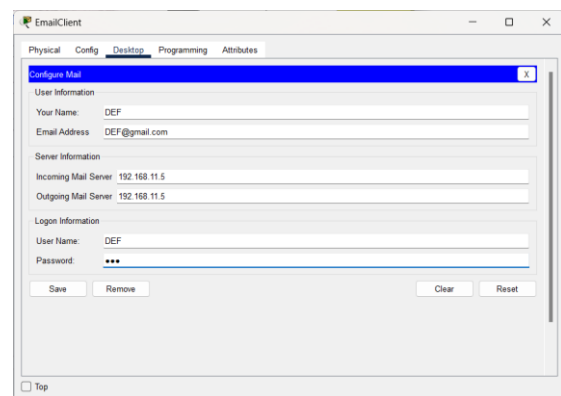 EmailClient
Physical Config Desktop Programming Attributes
Configure Mail X
User Information
Your Name: DEF
Email Address DEF@gmail.com
Server Information
Incoming Mail Server 192.168.11.5
Outgoing Mail Server 192.168.11.5
Logon Information
User Name: DEF
Password: •••
Save Remove Clear Reset
Top